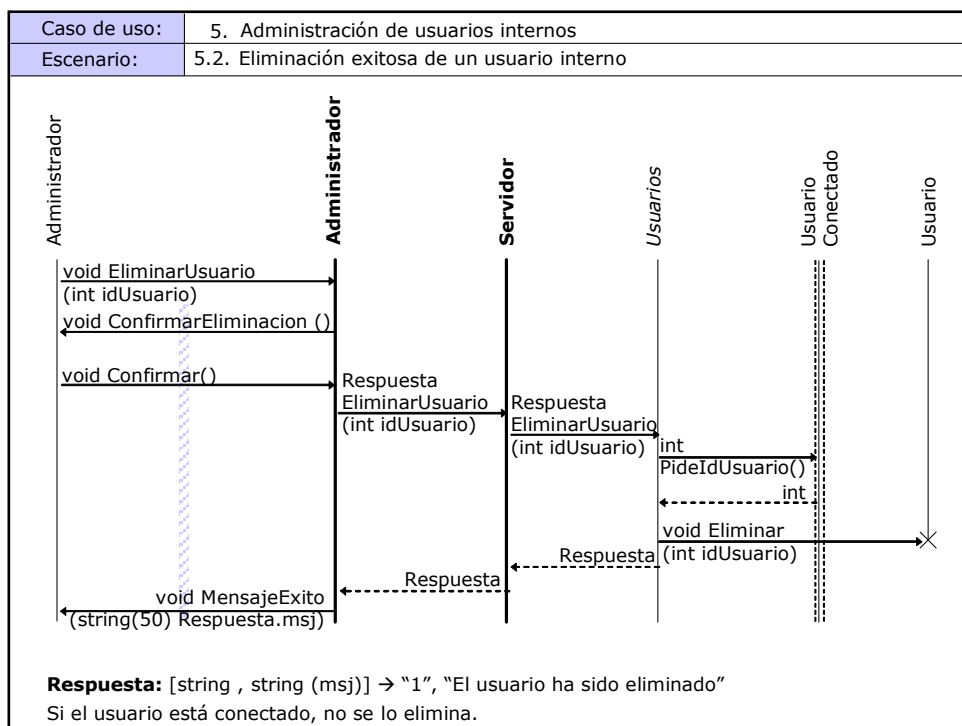 Caso de uso: 5. Administración de usuarios internos
Escenario: 5.2. Eliminación exitosa de un usuario interno
Administrador
Administrador
Servidor
Usuarios
Usuario
Conectado
Usuario
void EliminarUsuario
(int idUsuario)
void ConfirmarEliminacion ()
void Confirmar()
Respuesta
EliminarUsuario
(int idUsuario)
Respuesta
EliminarUsuario
(int idUsuario)
int
PideIdUsuario()
int
void Eliminar
(int idUsuario)
Respuesta
Respuesta
void MensajeExito
(string(50) Respuesta.msj)
Respuesta: [string , string (msj)] → “1”, “El usuario ha sido eliminado”
Si el usuario está conectado, no se lo elimina.